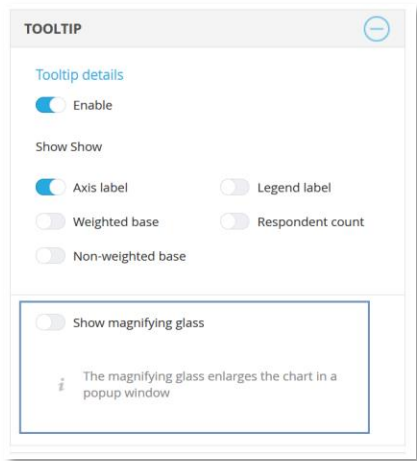 TOOLTIP
Tooltip details
Enable
Show Show
Axis label
Legend label
Weighted base
Respondent count
Non-weighted base
Show magnifying glass
i The magnifying glass enlarges the chart in a
popup window